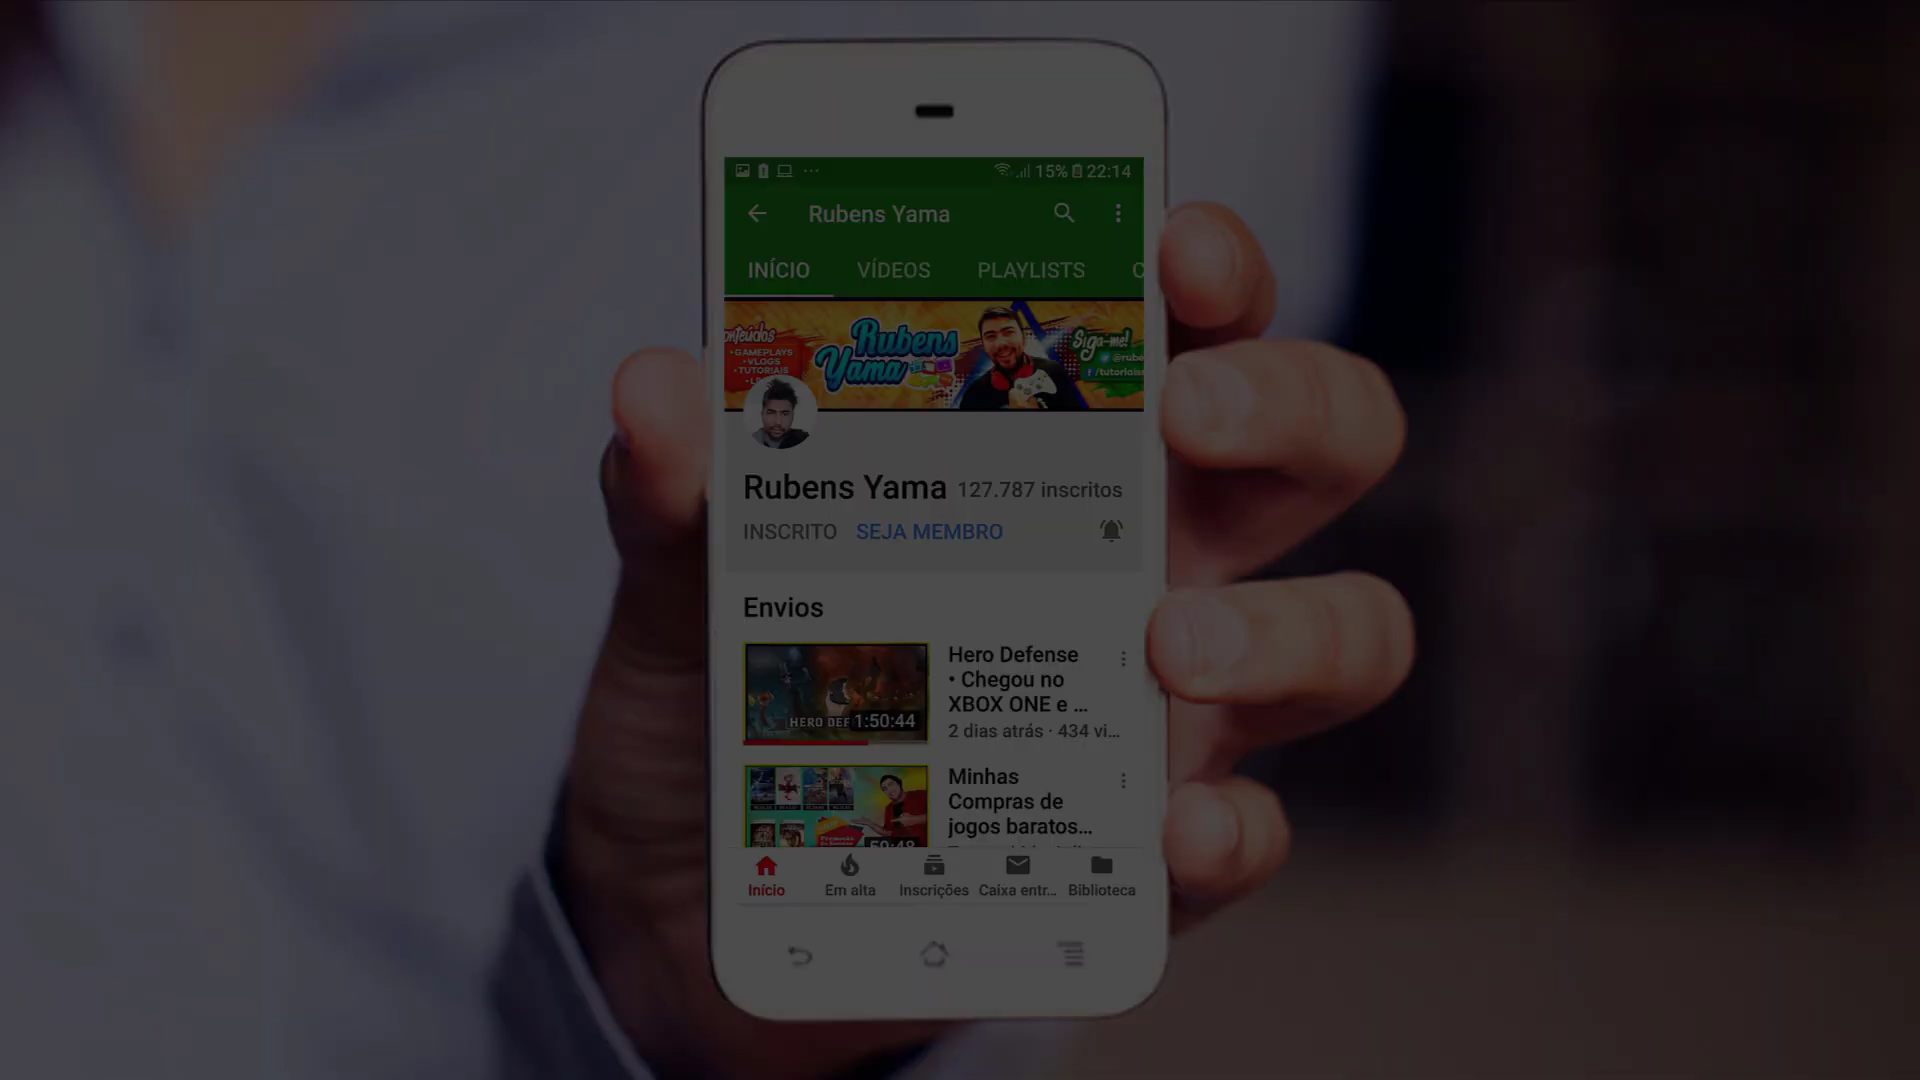 15% 22:14
Rubens Yama
INÍCIO VÍDEOS PLAYLISTS C
GAMEPLAYS
VLOGS
TUTORIAIS
Rubens
Yama
Siga-me!
Rubens Yama 127.787 inscritos
INSCRITO SEJA MEMBRO
Envios
Hero Defense
• Chegou no
XBOX ONE e ...
2 dias atrás · 434 vi...
HERO DEF 1:50:44
Minhas
Compras de
jogos baratos...
Início Em alta Inscrições Caixa entr... Biblioteca